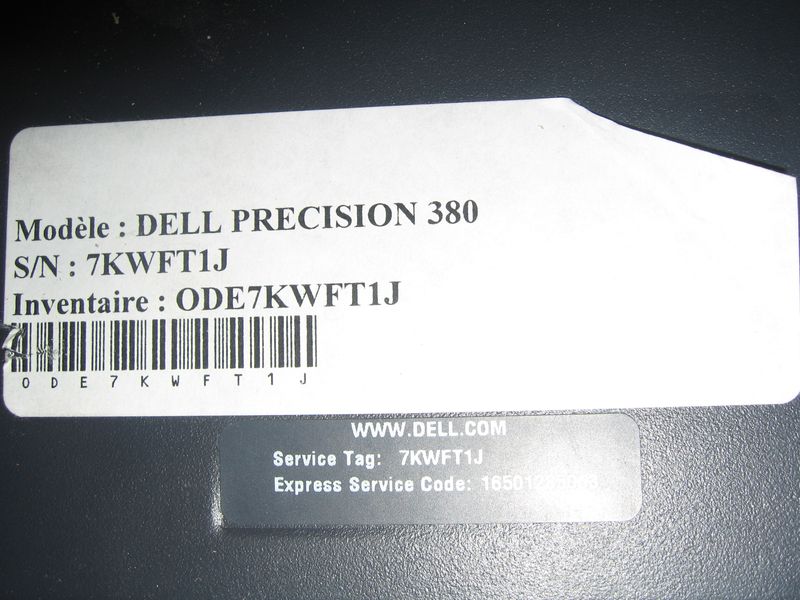 Modèle : DELL PRECISION 380
S/N : 7KWFT1J
Inventaire : ODE7KWFT1J
O D E 7 K W F T 1 J
WWW.DELL.COM
Service Tag: 7KWFT1J
Express Service Code: